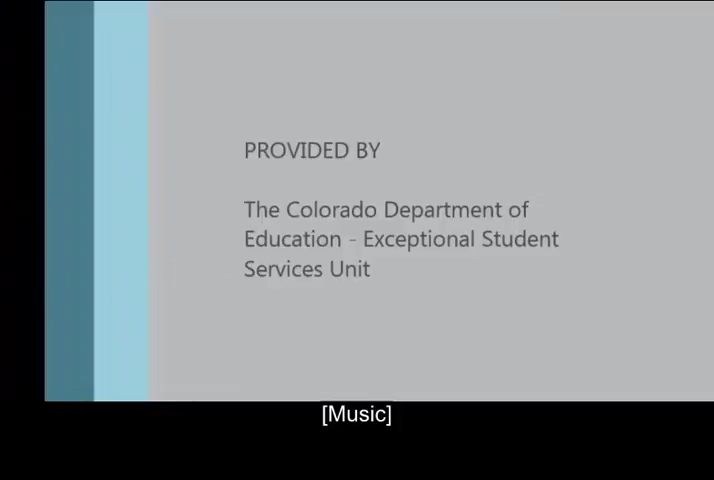 PROVIDED BY
The Colorado Department of
Education - Exceptional Student
Services Unit
[Music]